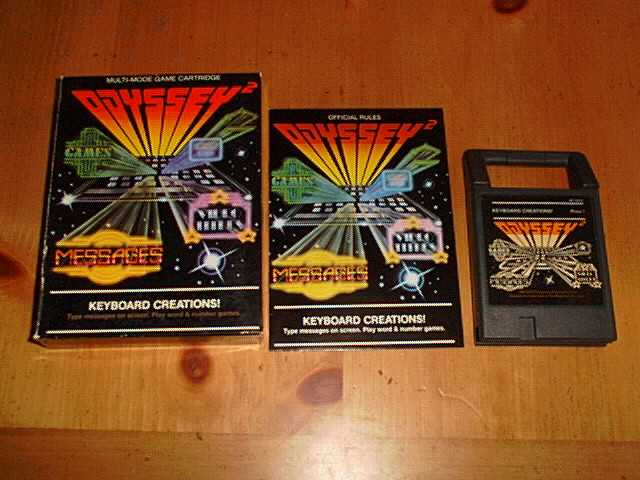 MULTI-MODE GAME CARTRIDGE
ODYSSEY²
GAMES
MESSAGES
KEYBOARD CREATIONS!
Type messages on screen. Play word & number games.
OFFICIAL RULES
ODYSSEY²
GAMES
MESSAGES
KEYBOARD CREATIONS!
Type messages on screen. Play word & number games.
KEYBOARD CREATIONS!
ODYSSEY²